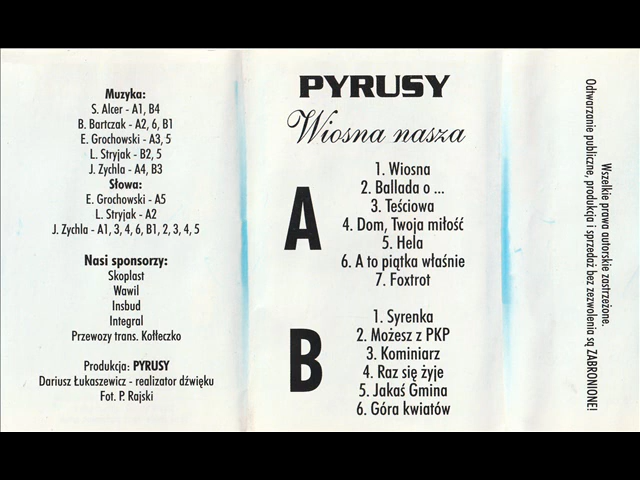 Muzyka:
S. Alcer - A1, B4
B. Bartczak - A2, 6, B1
E. Grochowski - A3, 5
L. Stryjak - B2, 5
J. Zychla - A4, B3
Słowa:
E. Grochowski - A5
L. Stryjak - A2
J. Zychla - A1, 3, 4, 6, B1, 2, 3, 4, 5
Nasi sponsorzy:
Skoplast
Wawil
Insbud
Integral
Przewozy trans. Kotłeczko
Produkcja: PYRUSY
Dariusz Łukaszewicz - realizator dźwięku
Fot. P. Rajski
PYRUSY
Wiosna nasza
A
1. Wiosna
2. Ballada o ...
3. Teściowa
4. Dom, Twoja miłość
5. Hela
6. A to piątka właśnie
7. Foxtrot
B
1. Syrenka
2. Możesz z PKP
3. Kominiarz
4. Raz się żyje
5. Jakaś Gmina
6. Góra kwiatów
Wszelkie prawa autorskie zastrzeżone.
Odtwarzanie publiczne, produkcja i sprzedaż bez zezwolenia są ZABRONIONE!